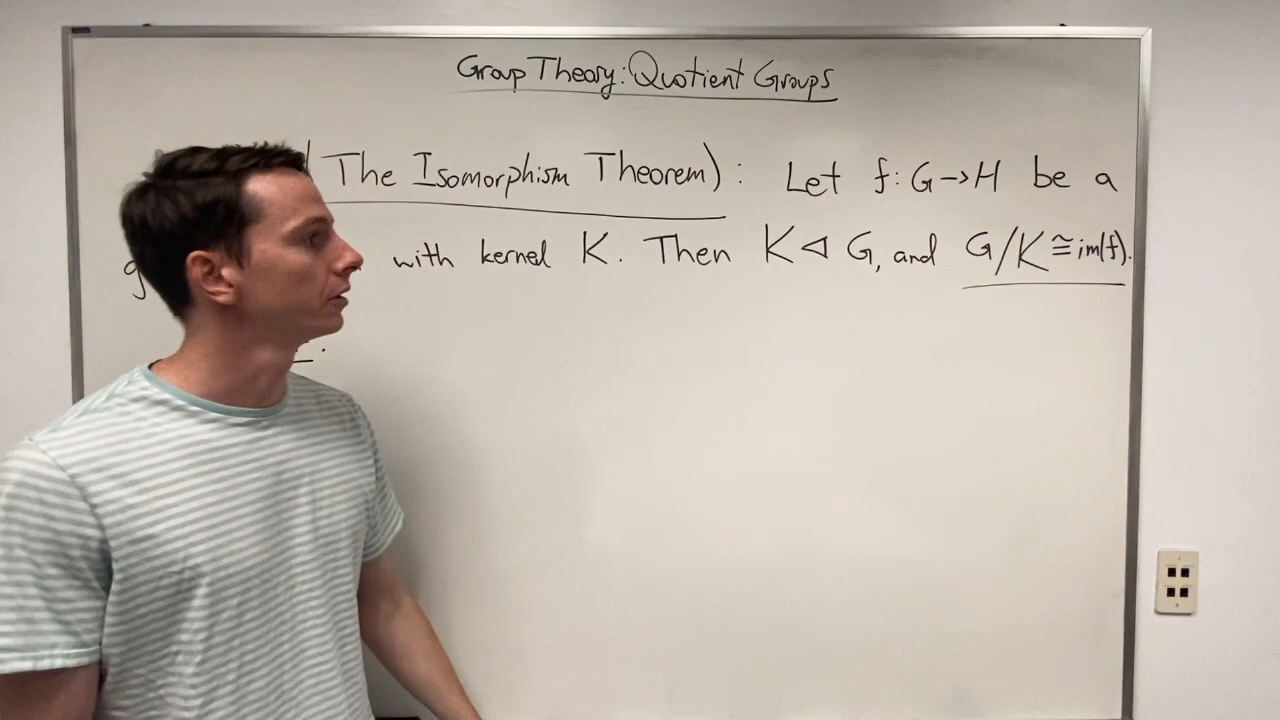 Group Theory: Quotient Groups
(The Isomorphism Theorem): Let f: G→H be a
with kernel K. Then K ⊲ G, and G/K ≅ im(f).